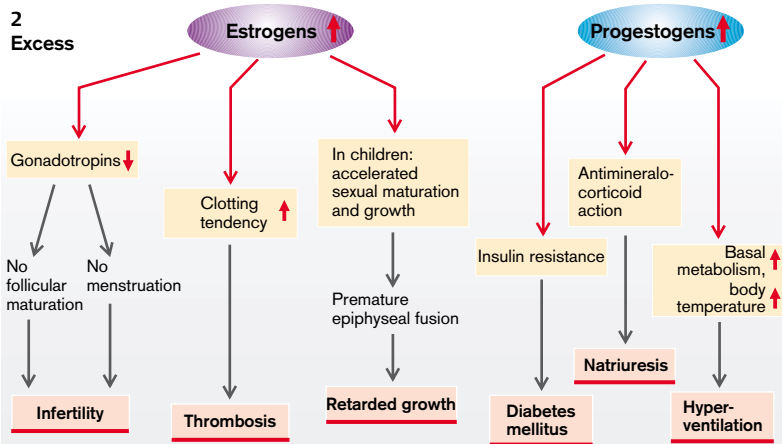 2
Excess
Estrogens
Progestogens
Gonadotropins
Clotting
tendency
In children:
accelerated
sexual maturation
and growth
Insulin resistance
Antimineralo-
corticoid
action
Basal
metabolism,
body
temperature
No
follicular
maturation
No
menstruation
Premature
epiphyseal fusion
Infertility
Thrombosis
Retarded growth
Diabetes
mellitus
Natriuresis
Hyper-
ventilation